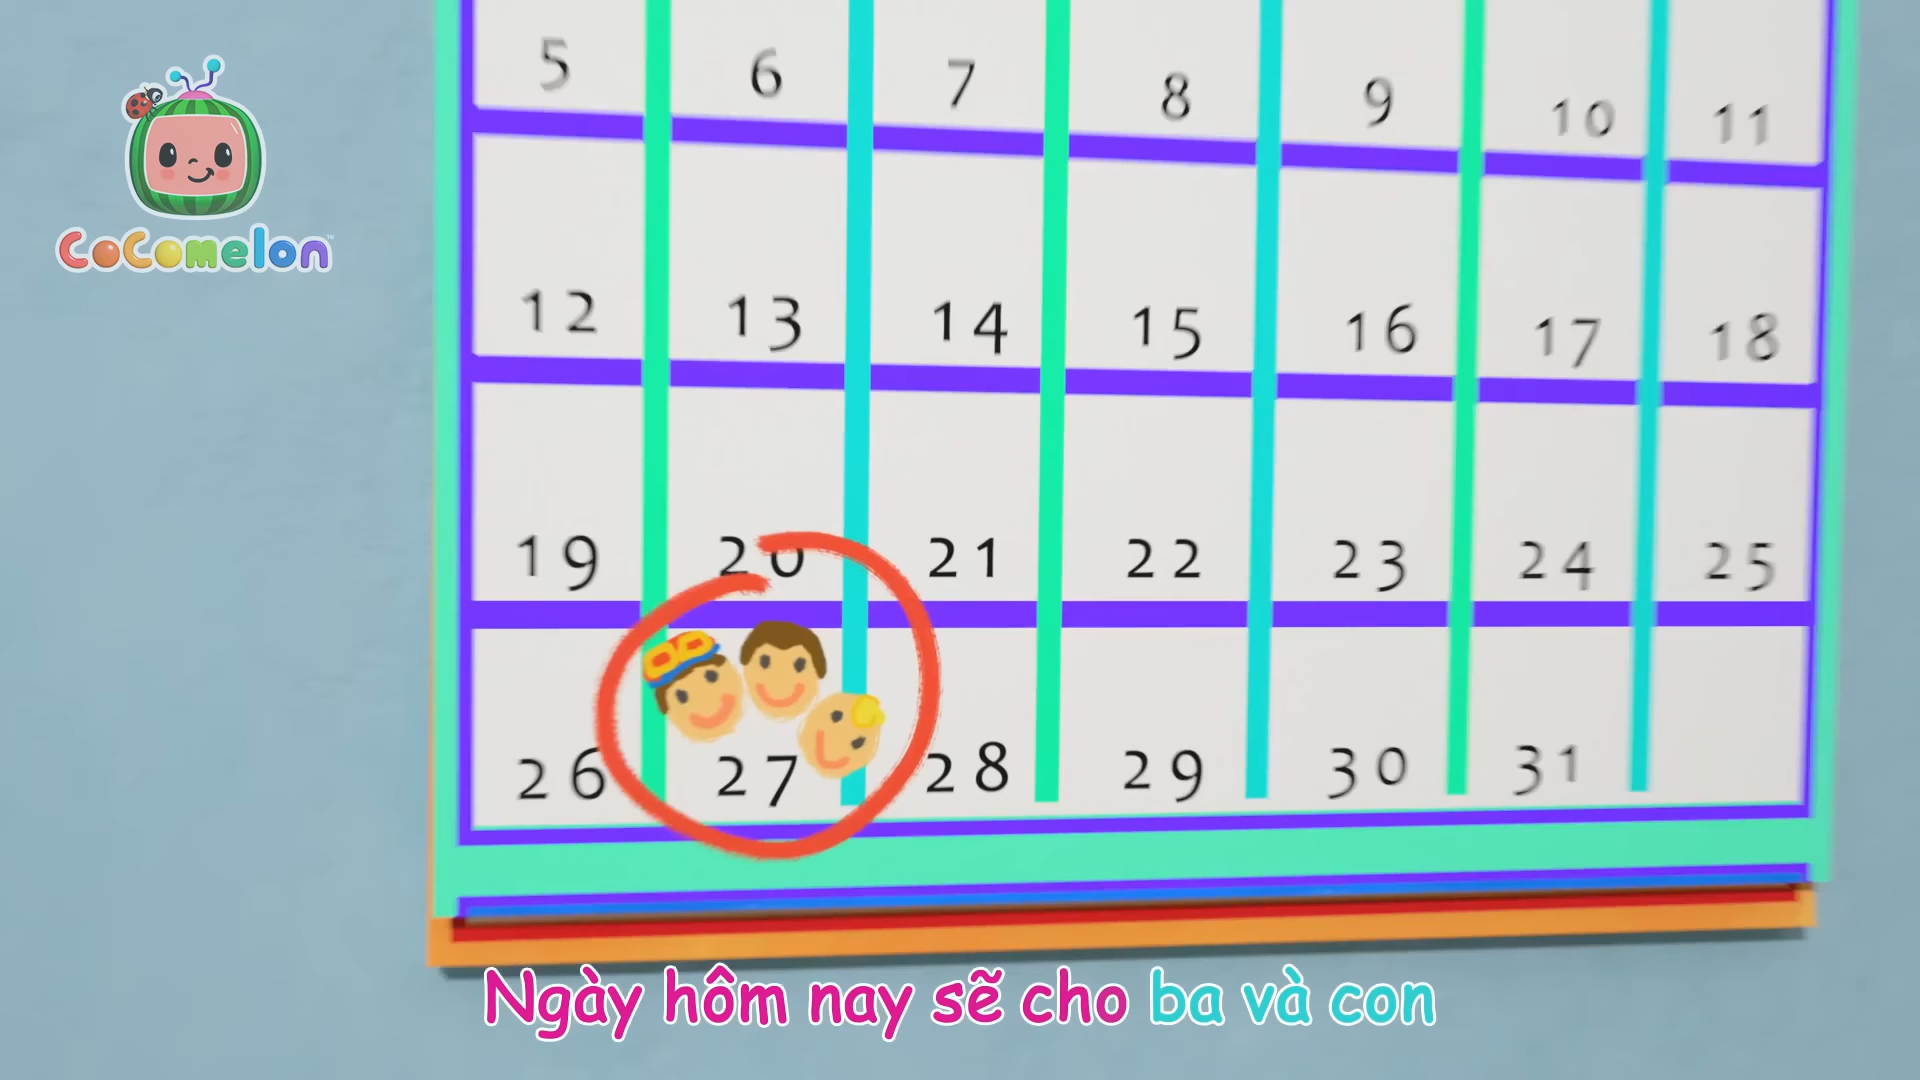 CoCoMelon™
5 6 7 8 9 10 11
12 13 14 15 16 17 18
19 20 21 22 23 24 25
26 27 28 29 30 31
Ngày hôm nay sẽ cho ba và con